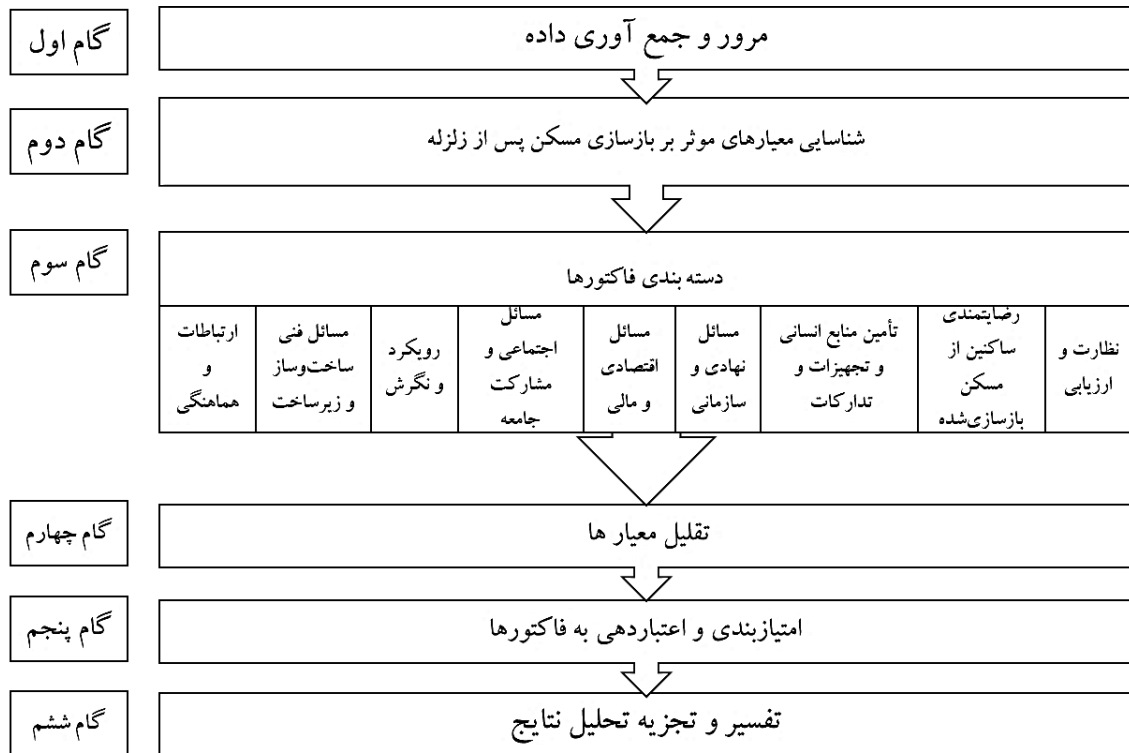 گام اول
مرور و جمع آوری داده
گام دوم
شناسایی معیارهای موثر بر بازسازی مسکن پس از زلزله
گام سوم
دسته بندی فاکتورها
نظارت و
ارزیابی
رضایتمندی
ساکنین از
مسکن
بازسازی‌شده
تأمین منابع انسانی
و تجهیزات و
تدارکات
مسائل
نهادی و
سازمانی
مسائل
اقتصادی
و مالی
مسائل
اجتماعی و
مشارکت
جامعه
رویکرد
و نگرش
مسائل فنی
ساخت‌وساز
و زیرساخت
ارتباطات
و
هماهنگی
گام چهارم
تقلیل معیار ها
گام پنجم
امتیازبندی و اعتباردهی به فاکتورها
گام ششم
تفسیر و تجزیه تحلیل نتایج